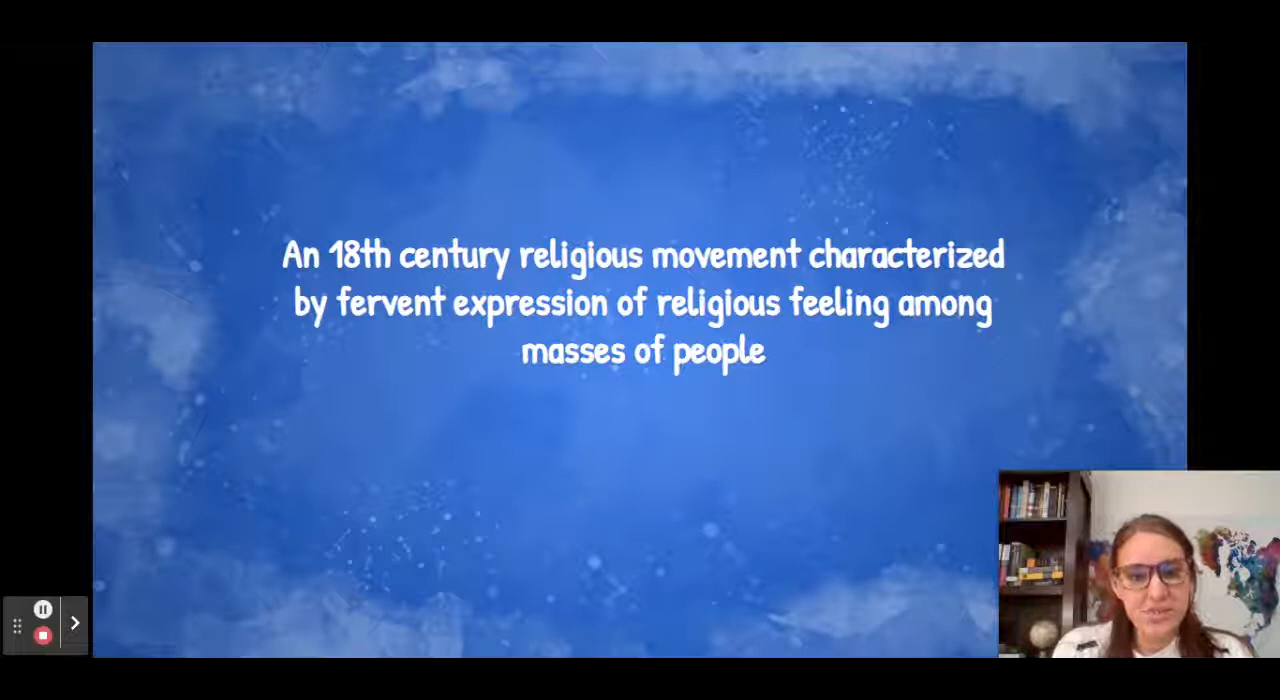 An 18th century religious movement characterized
by fervent expression of religious feeling among
masses of people